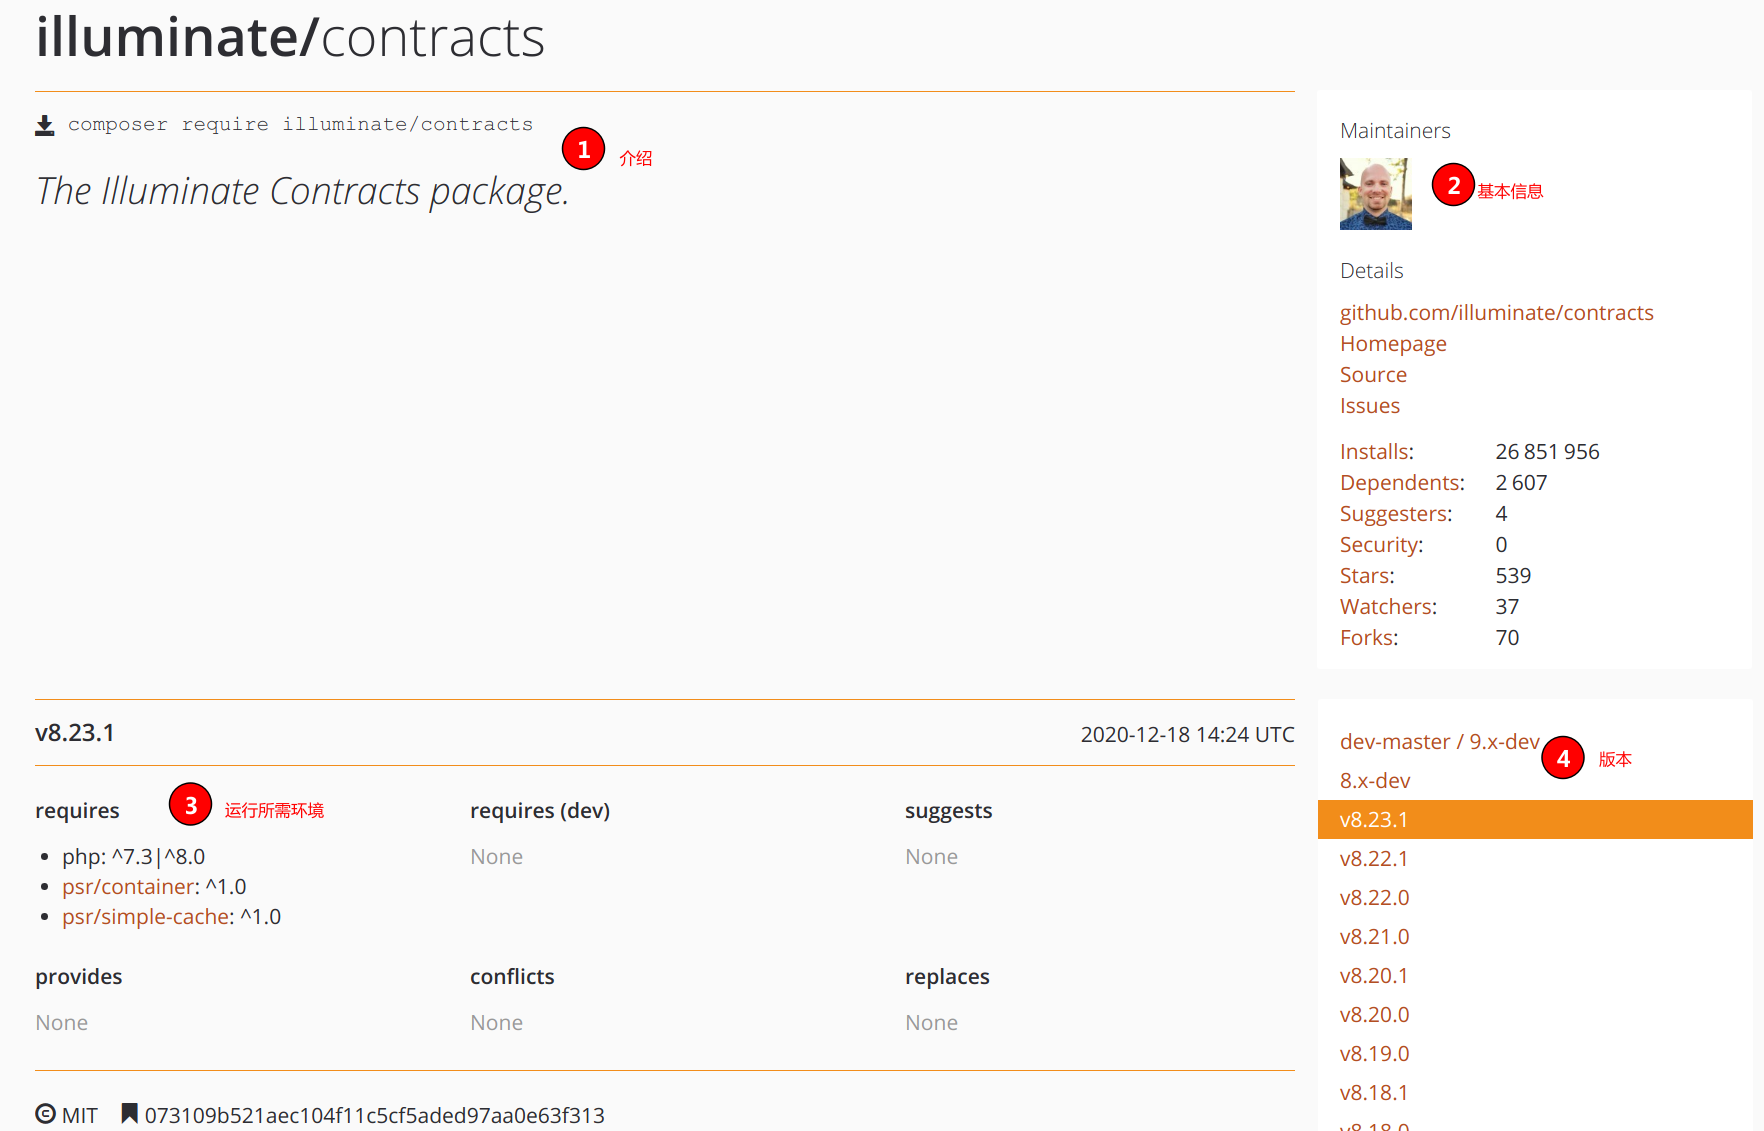 illuminate/contracts
composer require illuminate/contracts
1 介绍
The Illuminate Contracts package.
Maintainers
2 基本信息
Details
github.com/illuminate/contracts
Homepage
Source
Issues
Installs: 26 851 956
Dependents: 2 607
Suggesters: 4
Security: 0
Stars: 539
Watchers: 37
Forks: 70
v8.23.1 2020-12-18 14:24 UTC
requires 3 运行所需环境
php: ^7.3|^8.0
psr/container: ^1.0
psr/simple-cache: ^1.0
requires (dev)
None
suggests
None
provides
None
conflicts
None
replaces
None
© MIT 073109b521aec104f11c5cf5aded97aa0e63f313
dev-master / 9.x-dev 4 版本
8.x-dev
v8.23.1
v8.22.1
v8.22.0
v8.21.0
v8.20.1
v8.20.0
v8.19.0
v8.18.1
v8.18.0